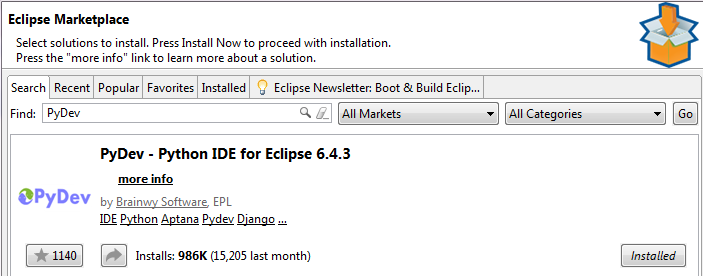 Eclipse Marketplace
Select solutions to install. Press Install Now to proceed with installation.
Press the "more info" link to learn more about a solution.
Search Recent Popular Favorites Installed Eclipse Newsletter: Boot & Build Eclip...
Find: PyDev All Markets All Categories Go
PyDev - Python IDE for Eclipse 6.4.3
more info
PyDev
by Brainwy Software, EPL
IDE Python Aptana Pydev Django ...
1140 Installs: 986K (15,205 last month) Installed